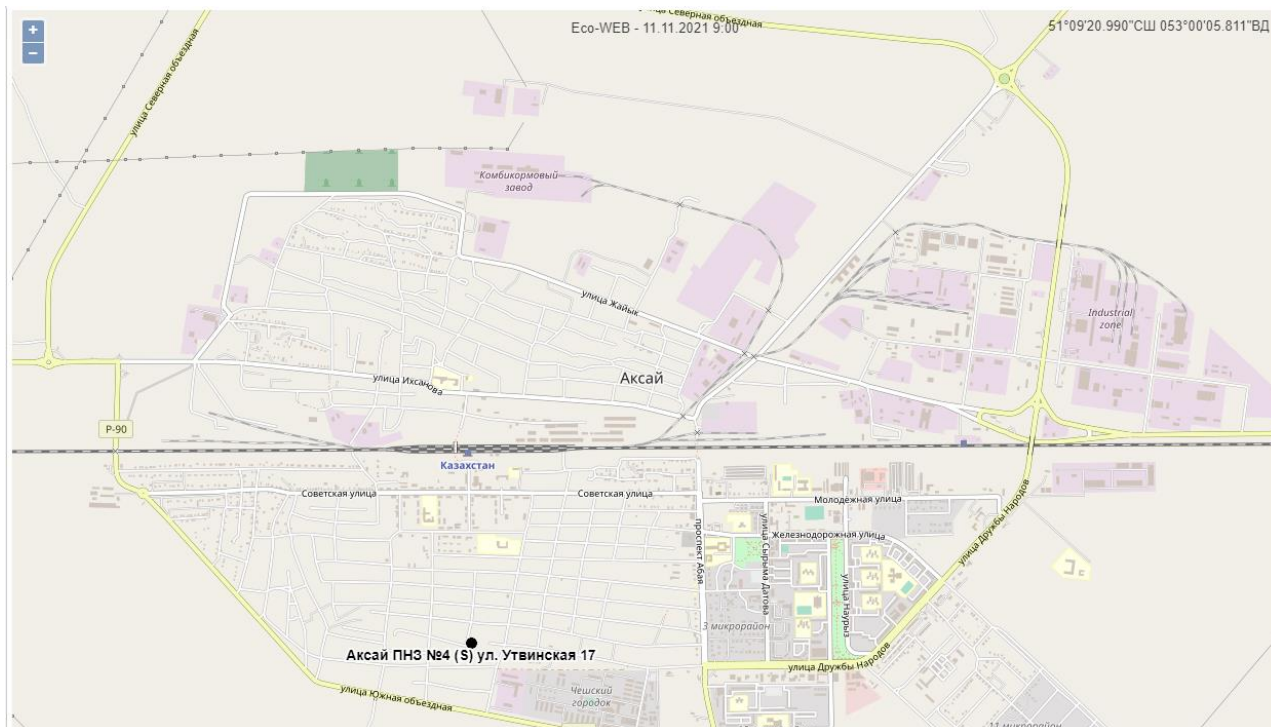 +
−
улица Северная объездная
Eco-WEB - 11.11.2021 9:00
51°09'20.990"СШ 053°00'05.811"ВД
улица Северная объездная
Комбикормовый
завод
улица Жайык
Industrial
zone
Аксай
улица Ихсанова
P-90
Казахстан
Советская улица
Советская улица
Молодёжная улица
проспект Абая
улица Сырыма Датова
Железнодорожная улица
улица Дружбы Народов
улица Наурыз
3 микрорайон
Аксай ПНЗ №4 (S) ул. Утвинская 17
улица Дружбы Народов
улица Южная объездная
Чешский
городок
11 микрорайон